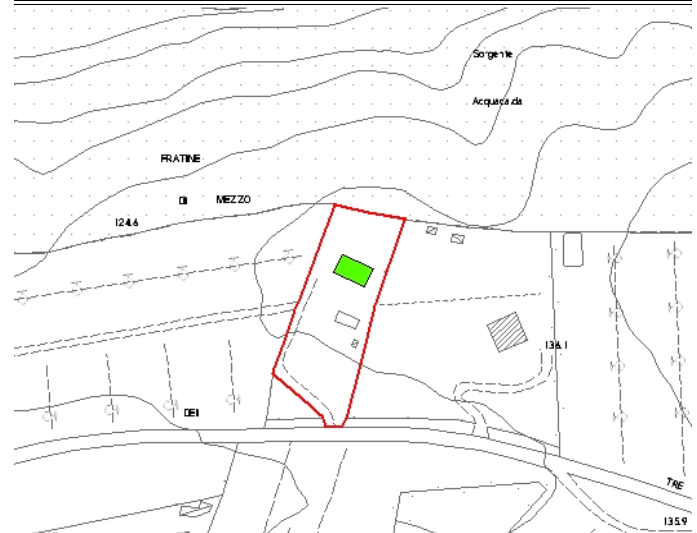 Sorgente
Acquacada
FRATINE
DI MEZZO
124.6
136.1
DEI
TRE
135.9